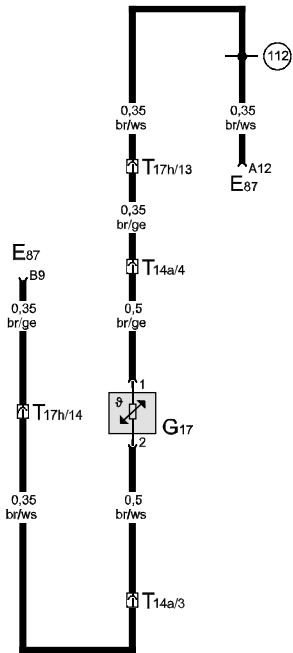 112
0,35
br/ws
0,35
br/ws
T17h/13
A12
E87
0,35
br/ge
E87
T14a/4
B9
0,35
br/ge
0,5
br/ge
1
ϑ
T17h/14
G17
2
0,35
br/ws
0,5
br/ws
T14a/3